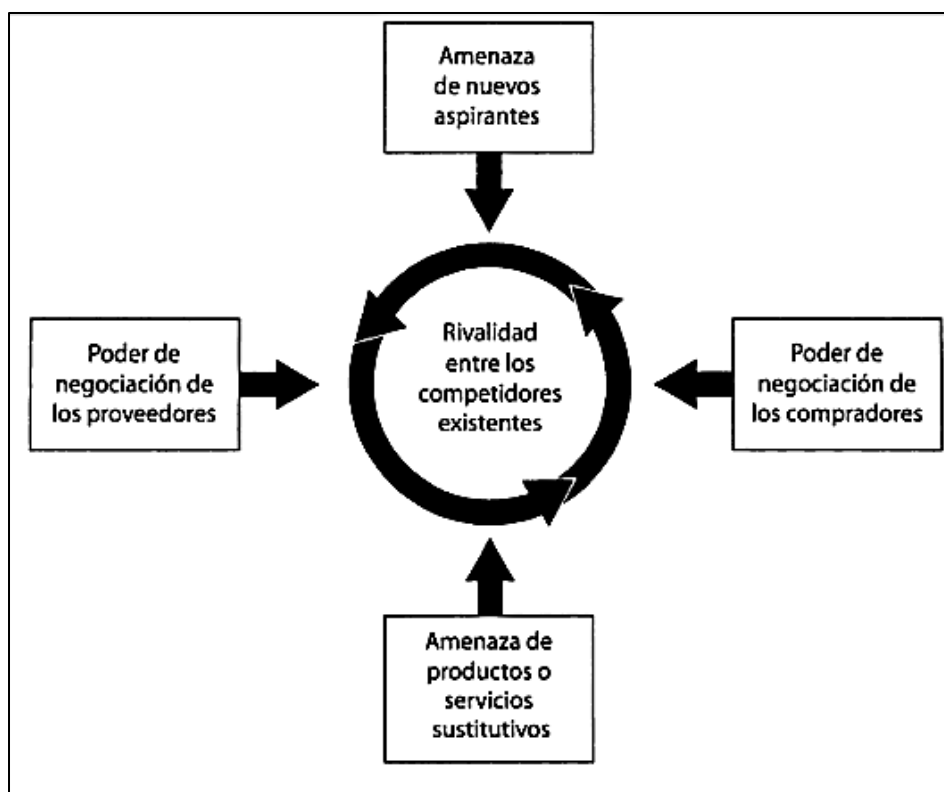 Amenaza
de nuevos
aspirantes
Poder de
negociación de
los proveedores
Rivalidad
entre los
competidores
existentes
Poder de
negociación de
los compradores
Amenaza de
productos o
servicios
sustitutivos